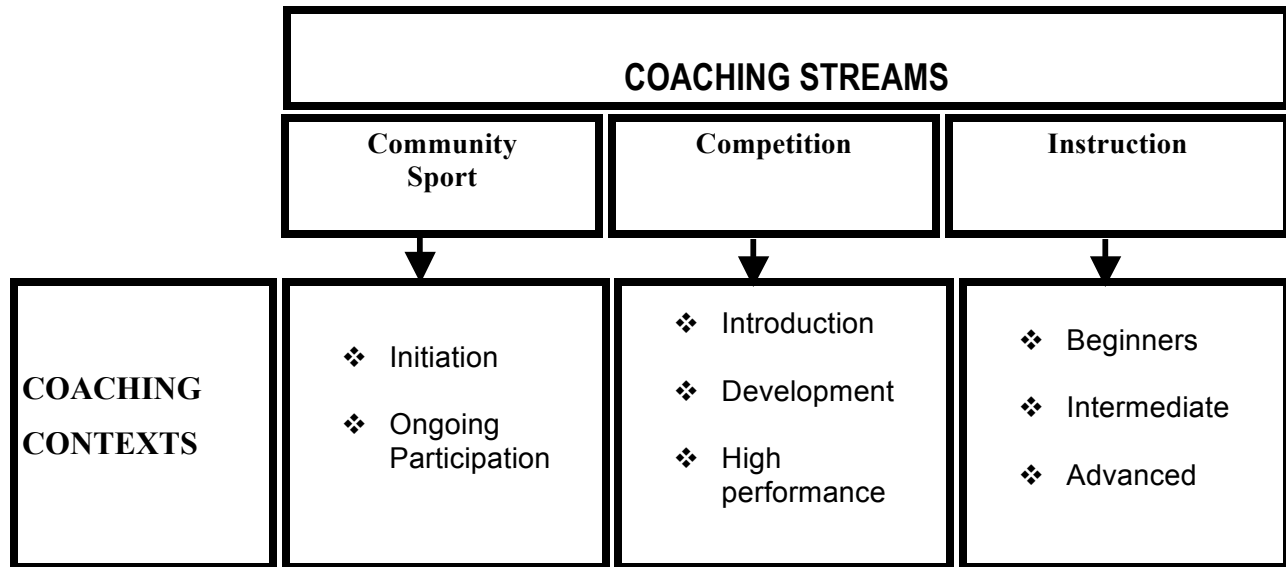 COACHING STREAMS
Community
Sport
Competition
Instruction
COACHING
CONTEXTS
❖ Initiation
❖ Ongoing
Participation
❖ Introduction
❖ Development
❖ High
performance
❖ Beginners
❖ Intermediate
❖ Advanced